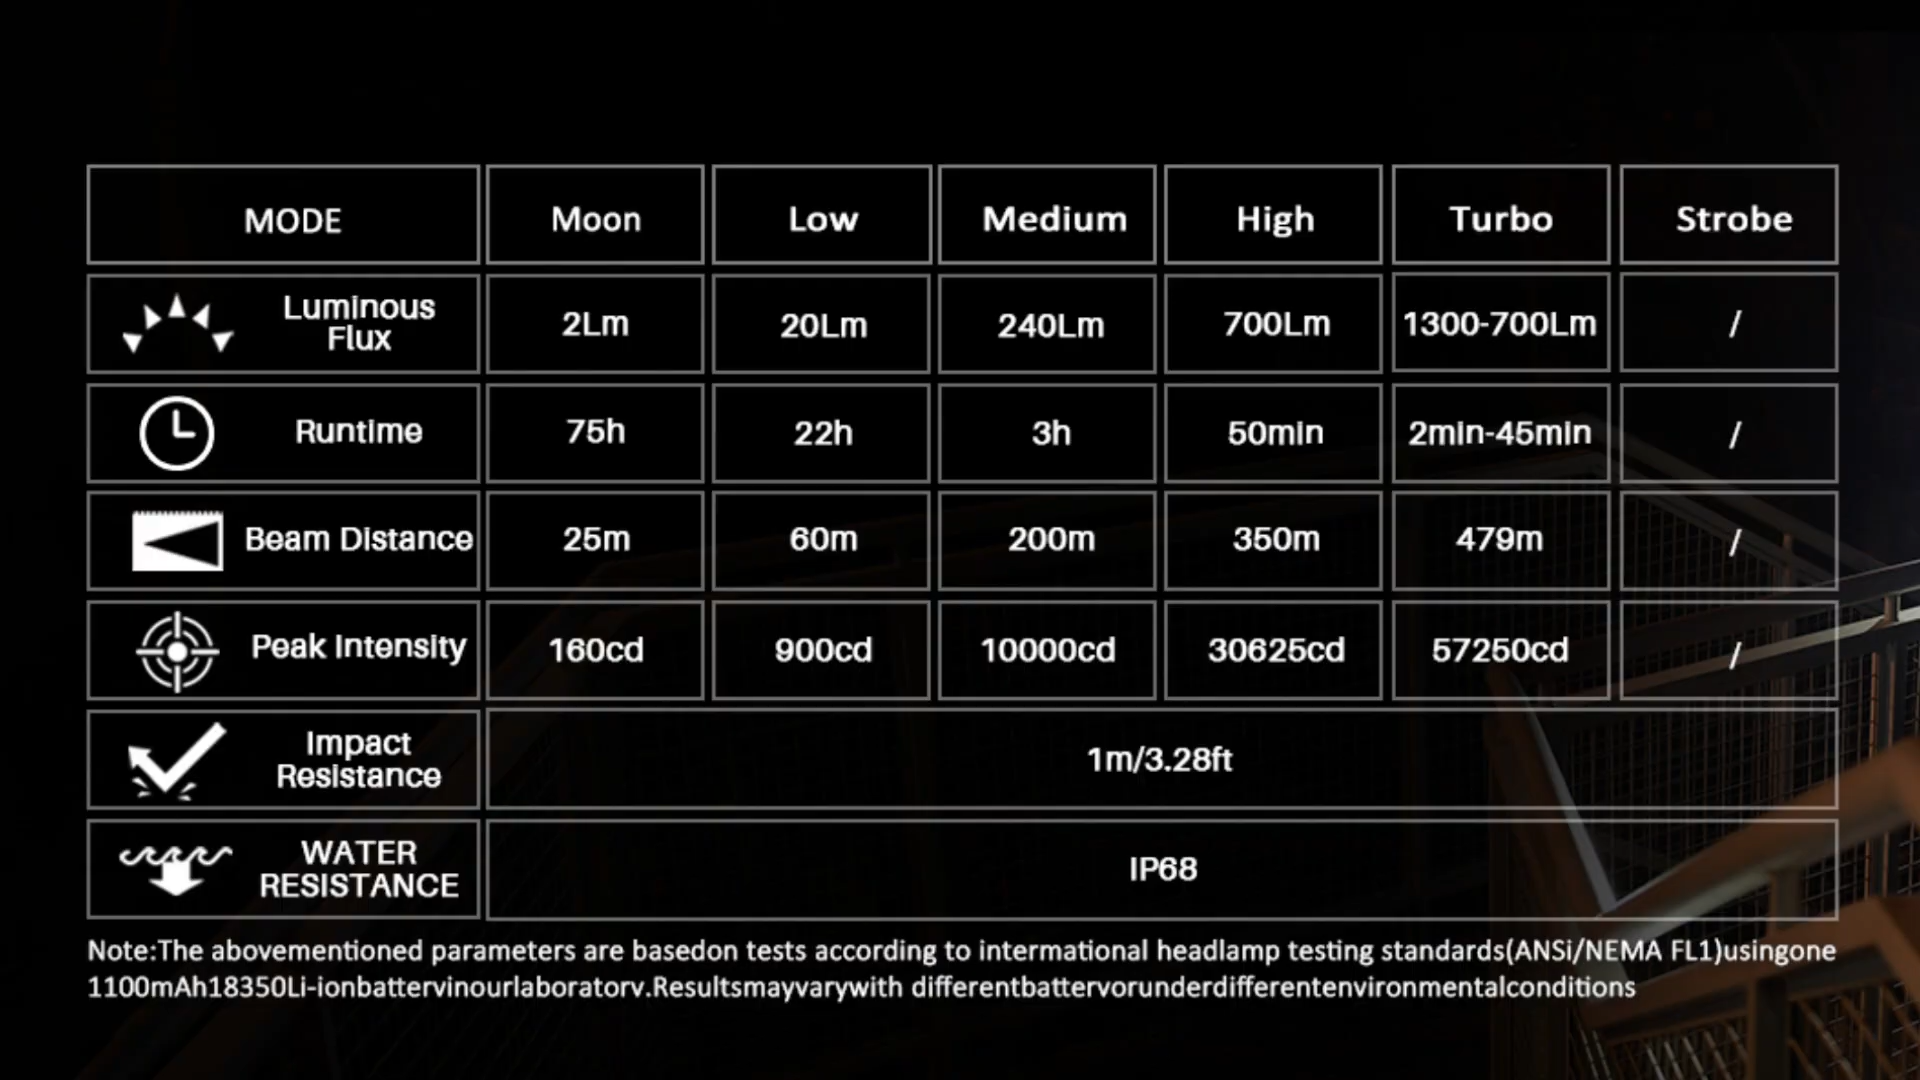 MODE Moon Low Medium High Turbo Strobe
Luminous Flux 2Lm 20Lm 240Lm 700Lm 1300-700Lm /
Runtime 75h 22h 3h 50min 2min-45min /
Beam Distance 25m 60m 200m 350m 479m /
Peak Intensity 160cd 900cd 10000cd 30625cd 57250cd /
Impact Resistance 1m/3.28ft
WATER RESISTANCE IP68
Note:The abovementioned parameters are basedon tests according to international headlamp testing standards(ANSi/NEMA FL1)usingone
1100mAh18350Li-ionbattervinourlaboratorv.Resultsmayvarywith differentbattervorunderdifferentenvironmentalconditions